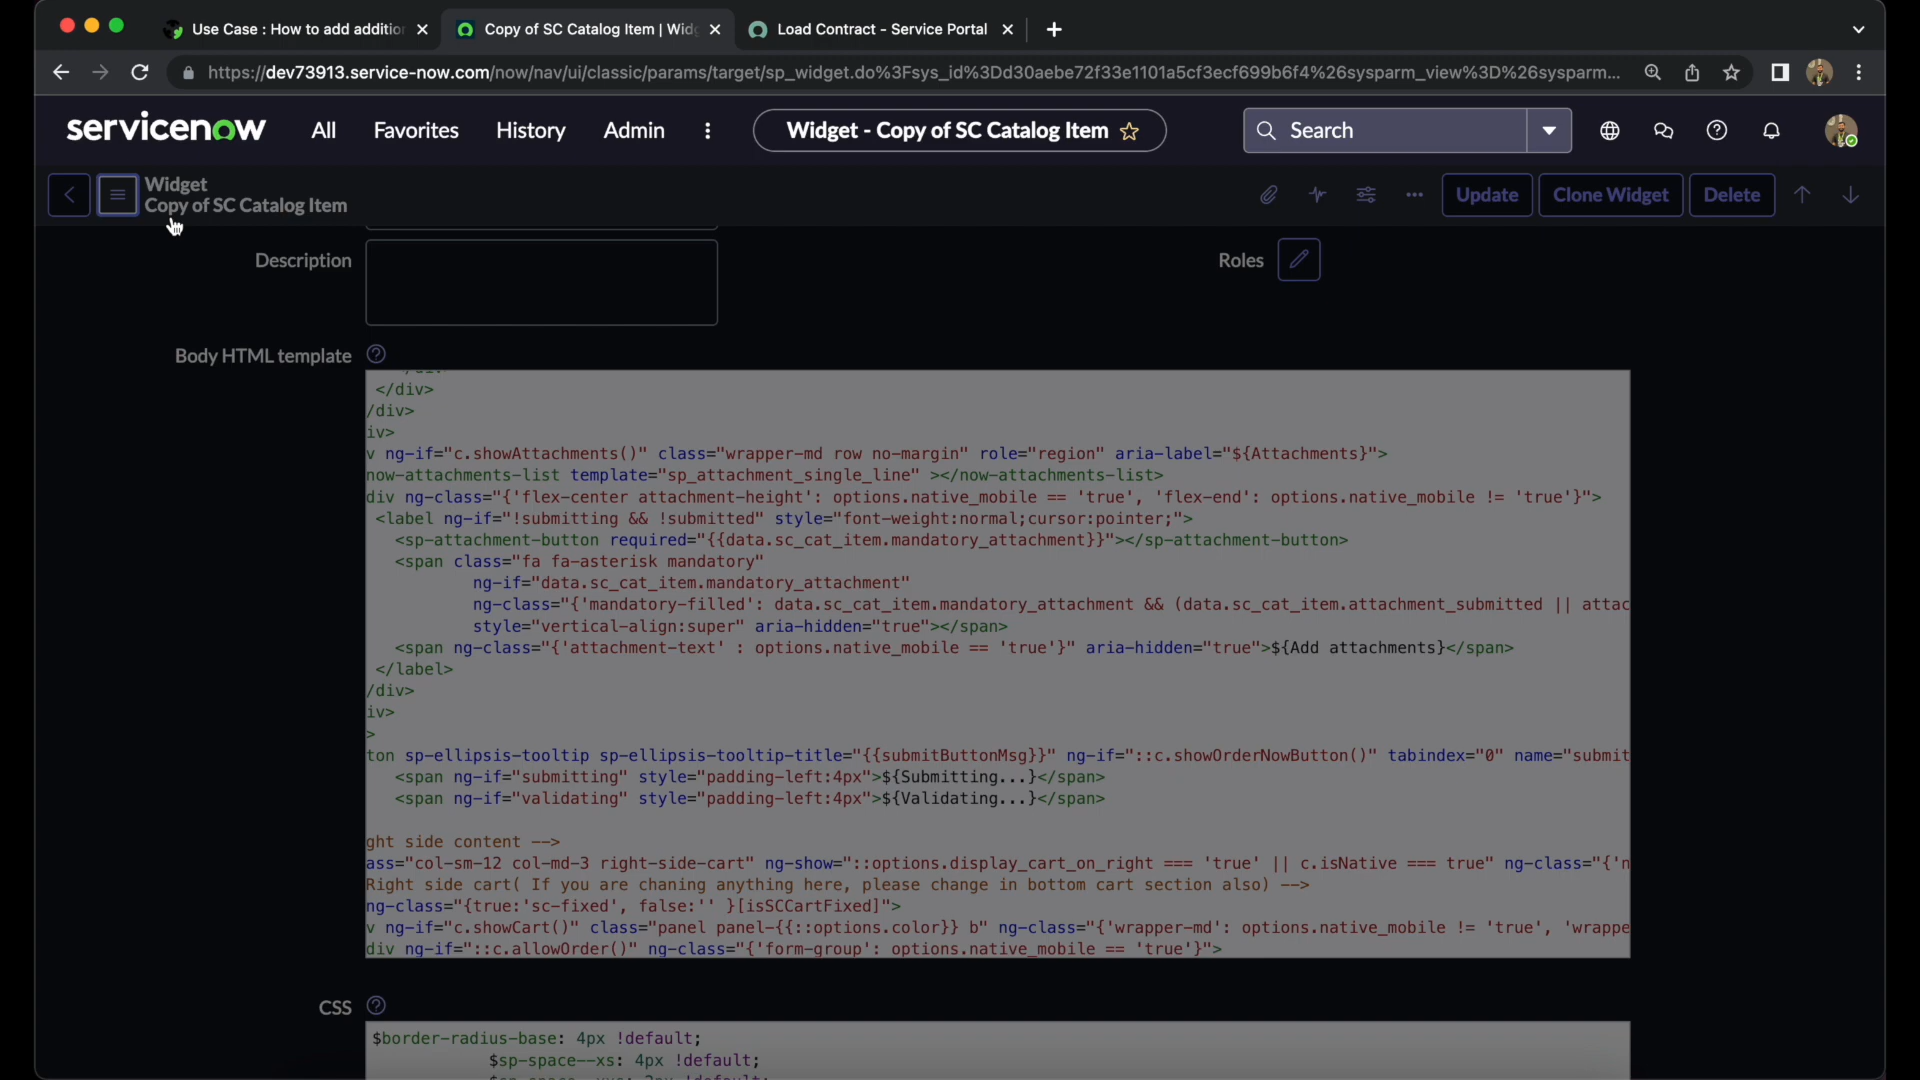 Use Case : How to add additio
Copy of SC Catalog Item | Wid
Load Contract - Service Portal
https://dev73913.service-now.com/now/nav/ui/classic/params/target/sp_widget.do%3Fsys_id%3Dd30aebe72f33e1101a5cf3ecf699b6f4%26sysparm_view%3D%26sysparm...
servicenow
All
Favorites
History
Admin
Widget - Copy of SC Catalog Item
Search
Widget
Copy of SC Catalog Item
Update
Clone Widget
Delete
Description
Roles
Body HTML template
</div>
/div>
iv>
v ng-if="c.showAttachments()" class="wrapper-md row no-margin" role="region" aria-label="${Attachments}">
now-attachments-list template="sp_attachment_single_line" ></now-attachments-list>
div ng-class="{'flex-center attachment-height': options.native_mobile == 'true', 'flex-end': options.native_mobile != 'true'}">
<label ng-if="!submitting && !submitted" style="font-weight:normal;cursor:pointer;">
<sp-attachment-button required="{{data.sc_cat_item.mandatory_attachment}}"></sp-attachment-button>
<span class="fa fa-asterisk mandatory"
ng-if="data.sc_cat_item.mandatory_attachment"
ng-class="{'mandatory-filled': data.sc_cat_item.mandatory_attachment && (data.sc_cat_item.attachment_submitted || attac
style="vertical-align:super" aria-hidden="true"></span>
<span ng-class="{'attachment-text' : options.native_mobile == 'true'}" aria-hidden="true">${Add attachments}</span>
</label>
/div>
iv>
>
ton sp-ellipsis-tooltip sp-ellipsis-tooltip-title="{{submitButtonMsg}}" ng-if="::c.showOrderNowButton()" tabindex="0" name="submit
<span ng-if="submitting" style="padding-left:4px">${Submitting...}</span>
<span ng-if="validating" style="padding-left:4px">${Validating...}</span>
ght side content -->
ass="col-sm-12 col-md-3 right-side-cart" ng-show="::options.display_cart_on_right === 'true' || c.isNative === true" ng-class="{'n
Right side cart( If you are chaning anything here, please change in bottom cart section also) -->
ng-class="{true:'sc-fixed', false:'' }[isSCCartFixed]">
v ng-if="c.showCart()" class="panel panel-{{::options.color}} b" ng-class="{'wrapper-md': options.native_mobile != 'true', 'wrappe
div ng-if="::c.allowOrder()" ng-class="{'form-group': options.native_mobile == 'true'}">
CSS
$border-radius-base: 4px !default;
$sp-space--xs: 4px !default;